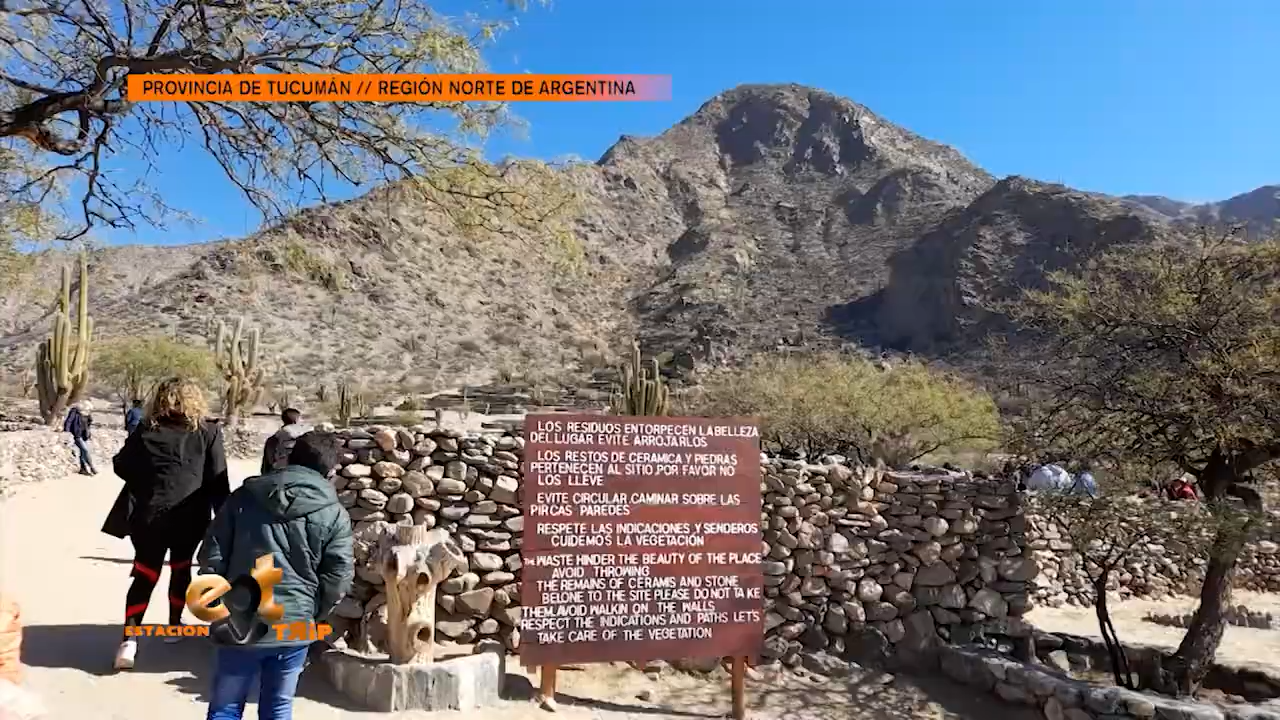 PROVINCIA DE TUCUMÁN // REGIÓN NORTE DE ARGENTINA
LOS RESIDUOS ENTORPECEN LA BELLEZA
DEL LUGAR EVITE ARROJARLOS
LOS RESTOS DE CERAMICA Y PIEDRAS
PERTENECEN AL SITIO POR FAVOR NO
LOS LLEVE
EVITE CIRCULAR CAMINAR SOBRE LAS
PIRCAS PAREDES
RESPETE LAS INDICACIONES Y SENDEROS
CUIDEMOS LA VEGETACIÓN
THE WASTE HINDER THE BEAUTY OF THE PLACE
AVOID THROWING
THE REMAINS OF CERAMIS AND STONE
BELONE TO THE SITE PLEASE DO NOT TAKE
THEM.AVOID WALKIN ON THE WALLS
RESPECT THE INDICATIONS AND PATHS LET'S
TAKE CARE OF THE VEGETATION
eot
ESTACION TRIP